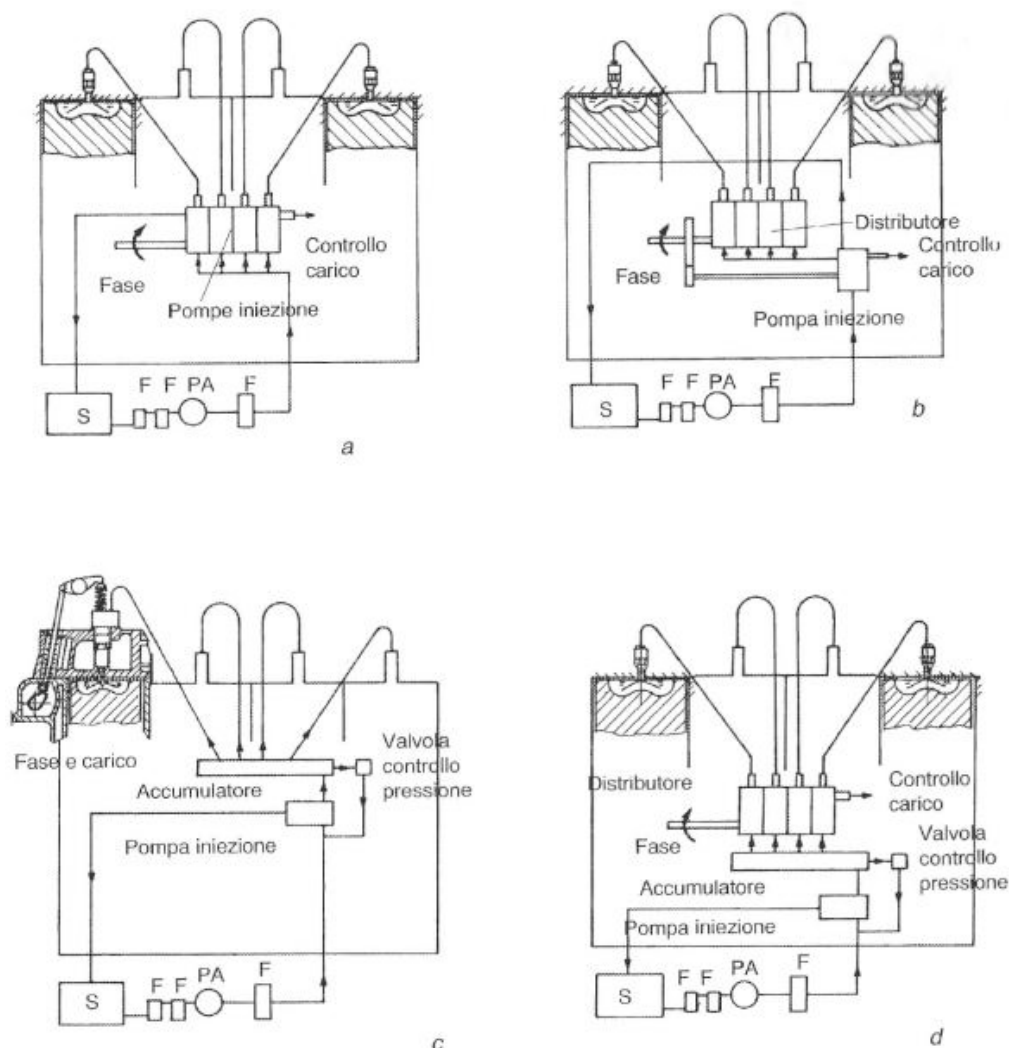 Fase
Controllo
carico
Pompe iniezione
F F PA F
S
a
Distributore
Fase
Controllo
carico
Pompa iniezione
F F PA F
S
b
Fase e carico
Accumulatore
Valvola
controllo
pressione
Pompa iniezione
F F PA F
S
c
Distributore
Controllo
carico
Fase
Valvola
controllo
pressione
Accumulatore
Pompa iniezione
F F PA F
S
d